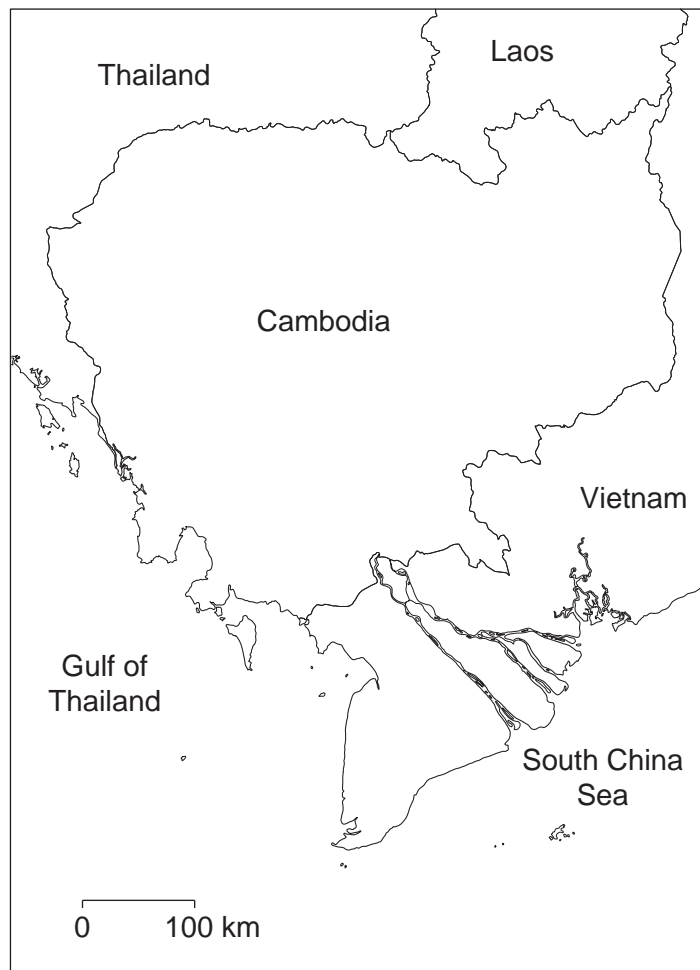 Laos
Thailand
Cambodia
Vietnam
Gulf of
Thailand
South China
Sea
0 100 km